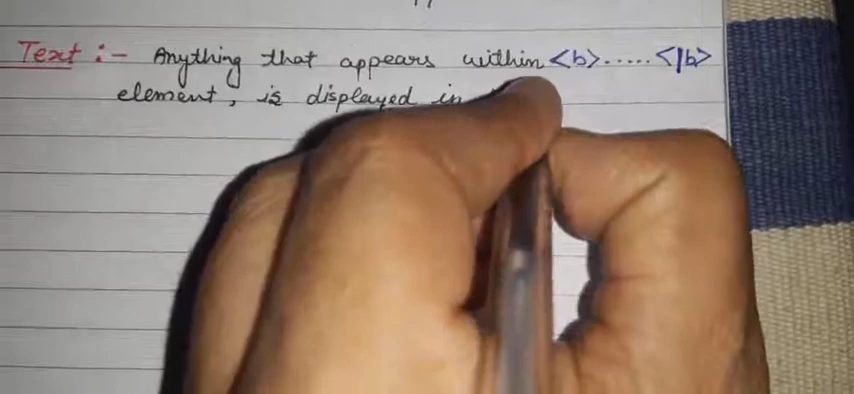 Text :- Anything that appears within <b>.....</b>
element, is displayed in